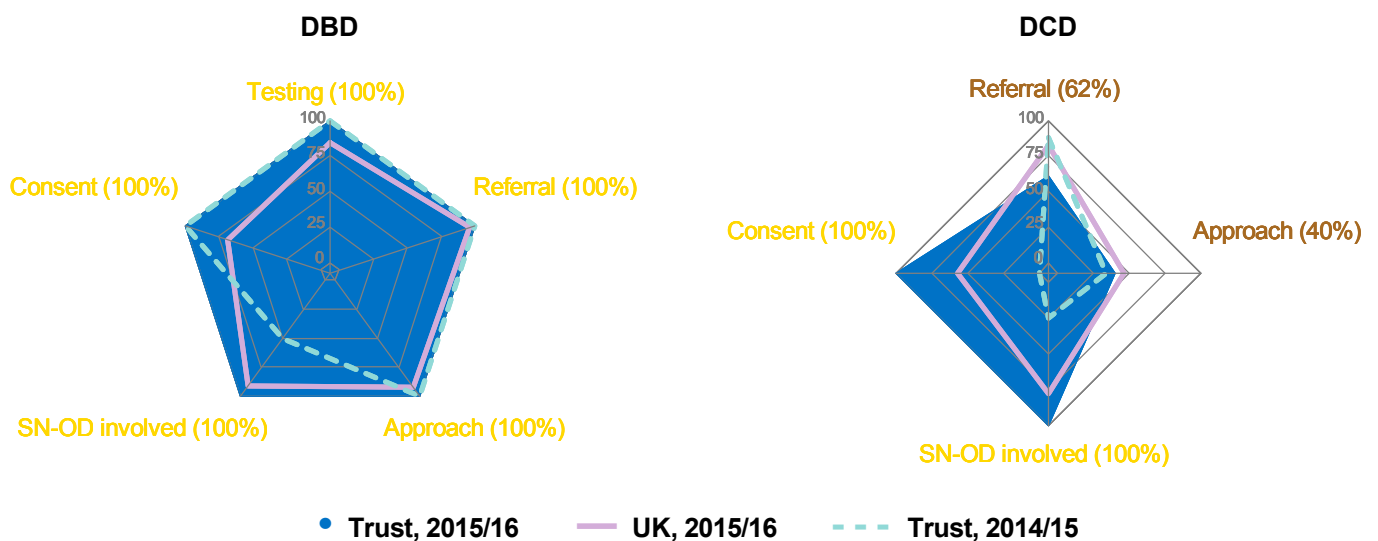 DBD
Testing (100%)
100
75
50
25
0
Consent (100%)
Referral (100%)
SN-OD involved (100%)
Approach (100%)
DCD
Referral (62%)
100
75
50
25
0
Consent (100%)
Approach (40%)
SN-OD involved (100%)
Trust, 2015/16
UK, 2015/16
Trust, 2014/15